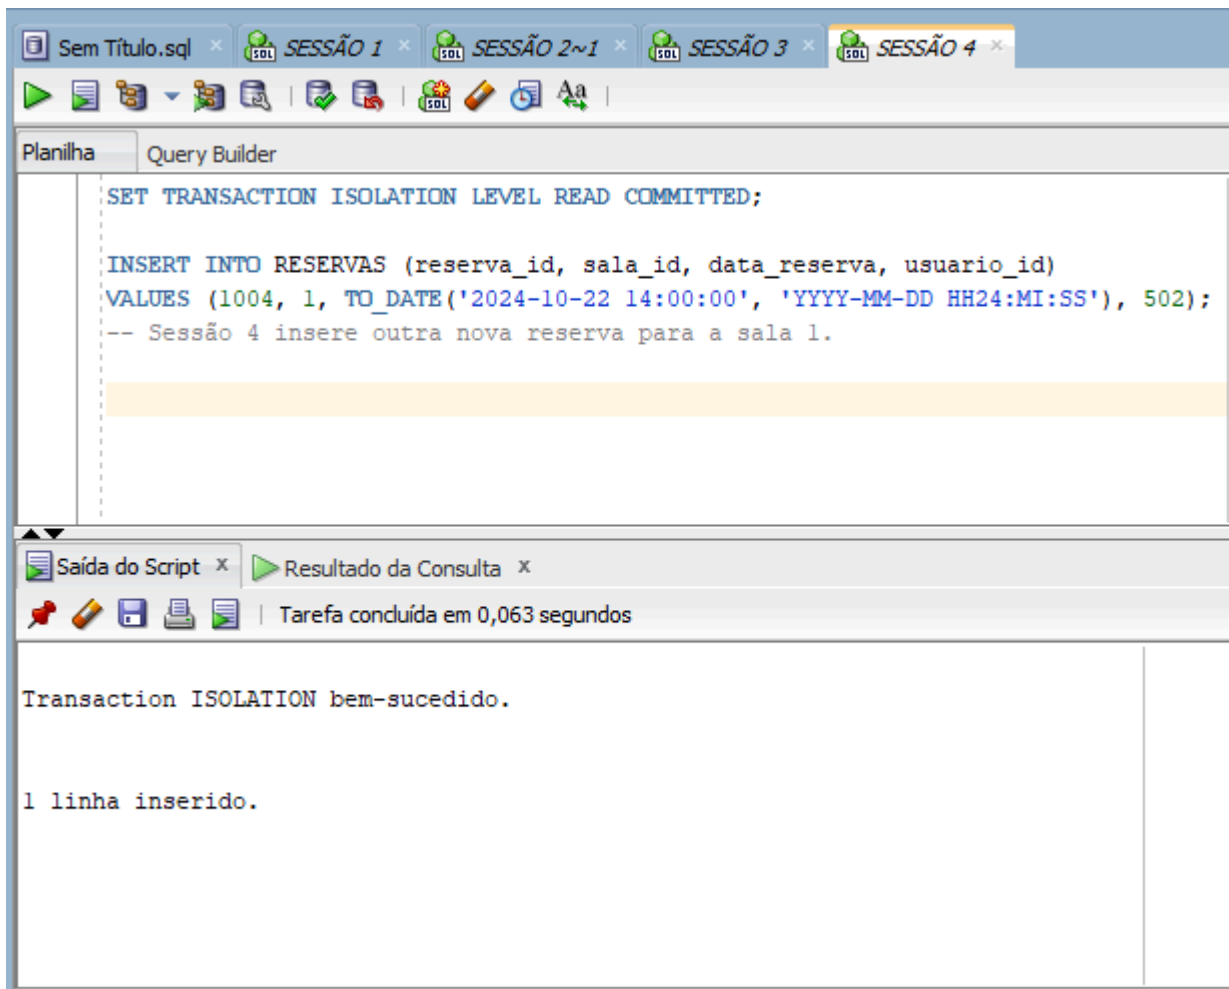 Sem Título.sql SESSÃO 1 SESSÃO 2~1 SESSÃO 3 SESSÃO 4
Planilha Query Builder
SET TRANSACTION ISOLATION LEVEL READ COMMITTED;
INSERT INTO RESERVAS (reserva_id, sala_id, data_reserva, usuario_id)
VALUES (1004, 1, TO_DATE('2024-10-22 14:00:00', 'YYYY-MM-DD HH24:MI:SS'), 502);
-- Sessão 4 insere outra nova reserva para a sala 1.
Saída do Script x Resultado da Consulta x
Tarefa concluída em 0,063 segundos
Transaction ISOLATION bem-sucedido.
1 linha inserido.